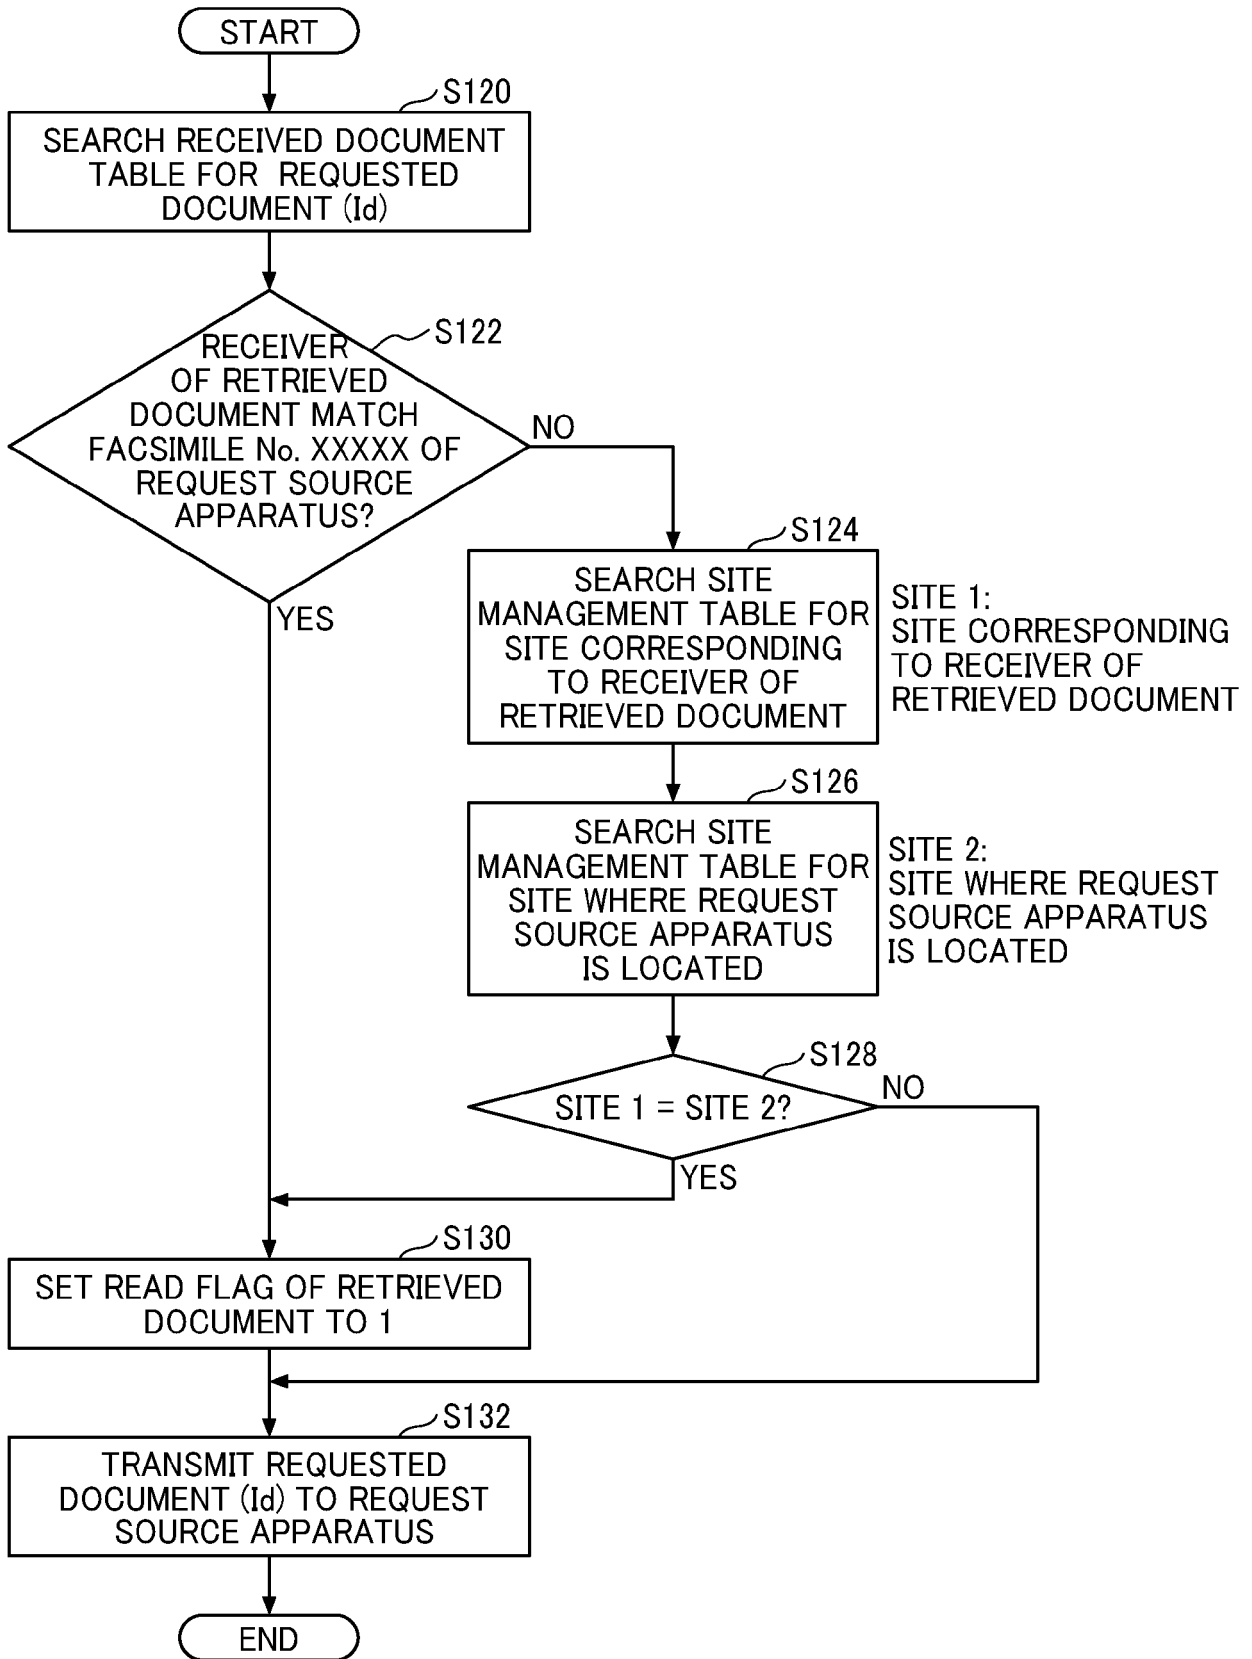 START
S120
SEARCH RECEIVED DOCUMENT
TABLE FOR REQUESTED
DOCUMENT (Id)
S122
RECEIVER
OF RETRIEVED
DOCUMENT MATCH
FACSIMILE No. XXXXX OF
REQUEST SOURCE
APPARATUS?
NO
YES
S124
SEARCH SITE
MANAGEMENT TABLE FOR
SITE CORRESPONDING
TO RECEIVER OF
RETRIEVED DOCUMENT
SITE 1:
SITE CORRESPONDING
TO RECEIVER OF
RETRIEVED DOCUMENT
S126
SEARCH SITE
MANAGEMENT TABLE FOR
SITE WHERE REQUEST
SOURCE APPARATUS
IS LOCATED
SITE 2:
SITE WHERE REQUEST
SOURCE APPARATUS
IS LOCATED
S128
SITE 1 = SITE 2?
NO
YES
S130
SET READ FLAG OF RETRIEVED
DOCUMENT TO 1
S132
TRANSMIT REQUESTED
DOCUMENT (Id) TO REQUEST
SOURCE APPARATUS
END